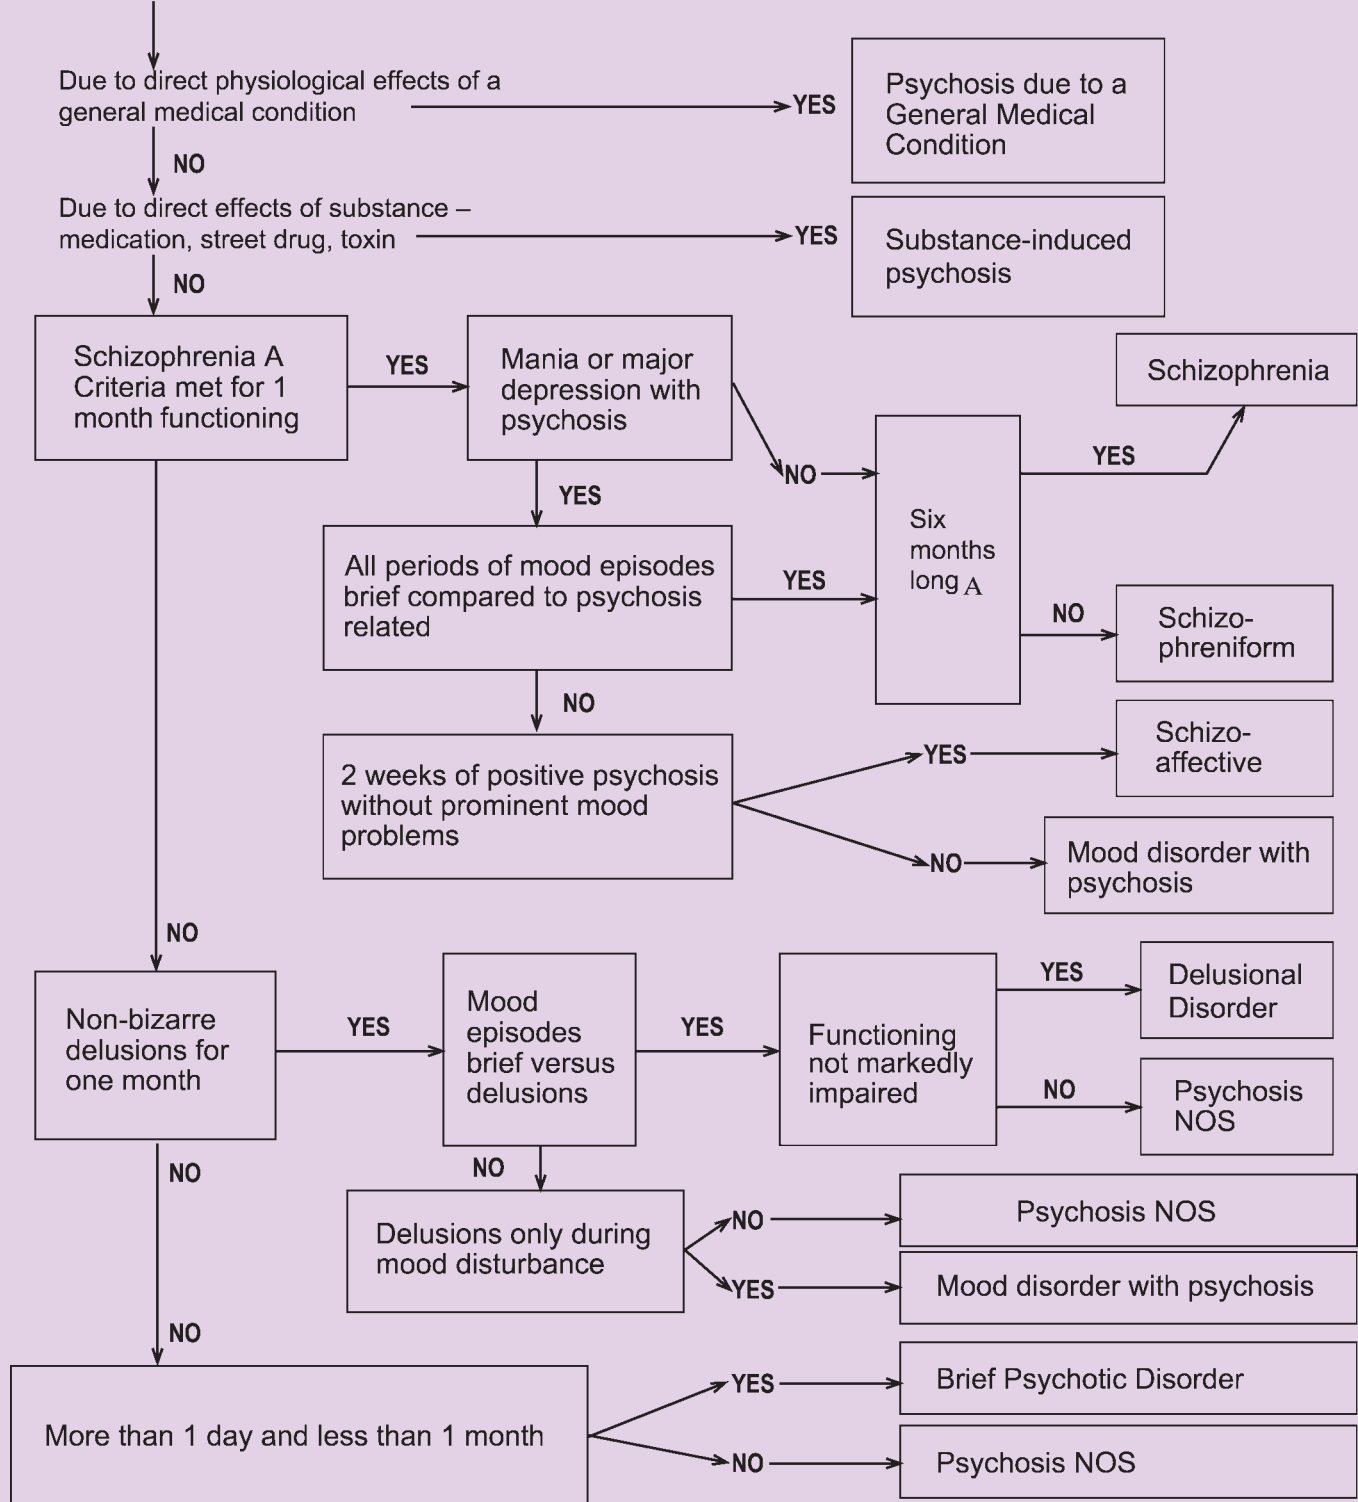 Due to direct physiological effects of a
general medical condition
YES
Psychosis due to a
General Medical
Condition
NO
Due to direct effects of substance –
medication, street drug, toxin
YES
Substance-induced
psychosis
NO
Schizophrenia A
Criteria met for 1
month functioning
YES
Mania or major
depression with
psychosis
NO
Six
months
long A
YES
Schizophrenia
YES
All periods of mood episodes
brief compared to psychosis
related
YES
NO
Schizo-
phreniform
NO
2 weeks of positive psychosis
without prominent mood
problems
YES
Schizo-
affective
NO
Mood disorder with
psychosis
NO
Non-bizarre
delusions for
one month
YES
Mood
episodes
brief versus
delusions
YES
Functioning
not markedly
impaired
YES
Delusional
Disorder
NO
Psychosis
NOS
NO
NO
Delusions only during
mood disturbance
NO
Psychosis NOS
YES
Mood disorder with psychosis
NO
More than 1 day and less than 1 month
YES
Brief Psychotic Disorder
NO
Psychosis NOS